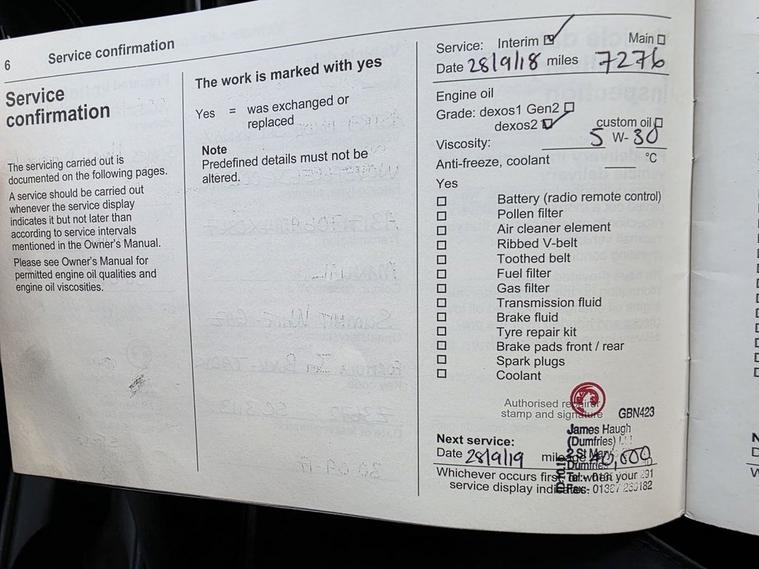 6
Service confirmation
Service
confirmation
The servicing carried out is
documented on the following pages.
A service should be carried out
whenever the service display
indicates it but not later than
according to service intervals
mentioned in the Owner's Manual.
Please see Owner's Manual for
permitted engine oil qualities and
engine oil viscosities.
The work is marked with yes
Yes = was exchanged or
replaced
Note
Predefined details must not be
altered.
Service: Interim Main
Date 28/9/18 miles 7276
Engine oil
Grade: dexos1 Gen2
dexos2 custom oil
Viscosity: 5 W- 30
Anti-freeze, coolant °C
Yes
Battery (radio remote control)
Pollen filter
Air cleaner element
Ribbed V-belt
Toothed belt
Fuel filter
Gas filter
Transmission fluid
Brake fluid
Tyre repair kit
Brake pads front / rear
Spark plugs
Coolant
Authorised
stamp and signature
GBN423
James Haugh
(Dumfries)
2 St Mary
Dumfries
Next service:
Date 28/9/19 40,000
Whichever occurs first, when your
service display
Fax:- 01387